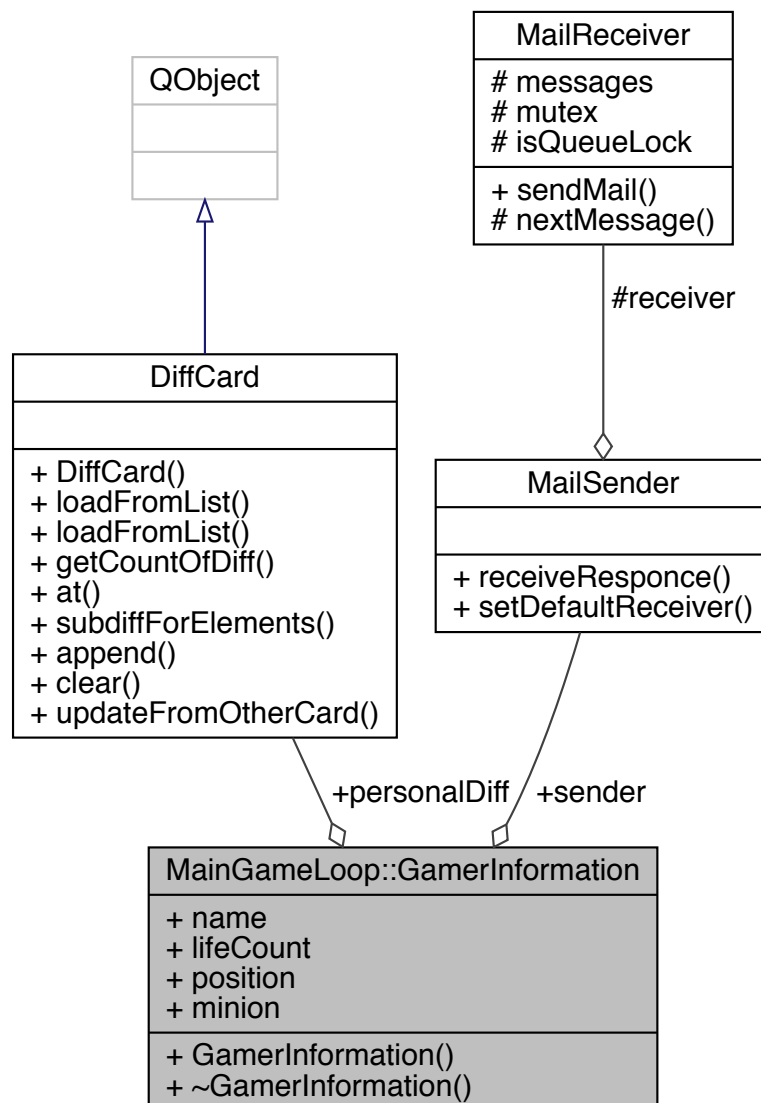 MailReceiver
# messages
# mutex
# isQueueLock
+ sendMail()
# nextMessage()
QObject
#receiver
DiffCard
+ DiffCard()
+ loadFromList()
+ loadFromList()
+ getCountOfDiff()
+ at()
+ subdiffForElements()
+ append()
+ clear()
+ updateFromOtherCard()
MailSender
+ receiveResponce()
+ setDefaultReceiver()
+personalDiff
+sender
MainGameLoop::GamerInformation
+ name
+ lifeCount
+ position
+ minion
+ GamerInformation()
+ ~GamerInformation()